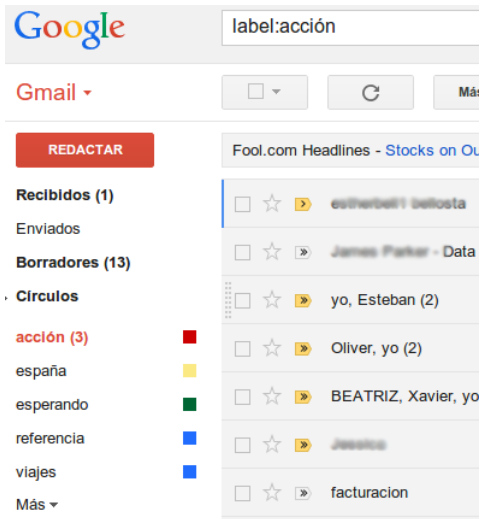 Google
label:acción
Gmail
Más
REDACTAR
Fool.com Headlines - Stocks on Ou
Recibidos (1)
Enviados
Borradores (13)
Círculos
acción (3)
españa
esperando
referencia
viajes
Más
- Data
yo, Esteban (2)
Oliver, yo (2)
BEATRIZ, Xavier, yo
facturacion